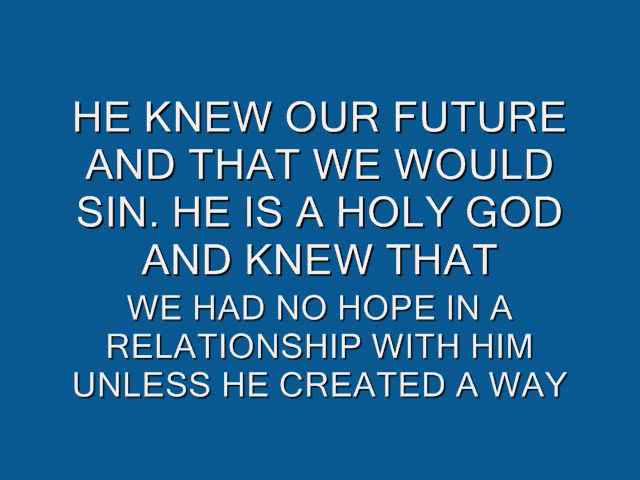 HE KNEW OUR FUTURE
AND THAT WE WOULD
SIN. HE IS A HOLY GOD
AND KNEW THAT
WE HAD NO HOPE IN A
RELATIONSHIP WITH HIM
UNLESS HE CREATED A WAY